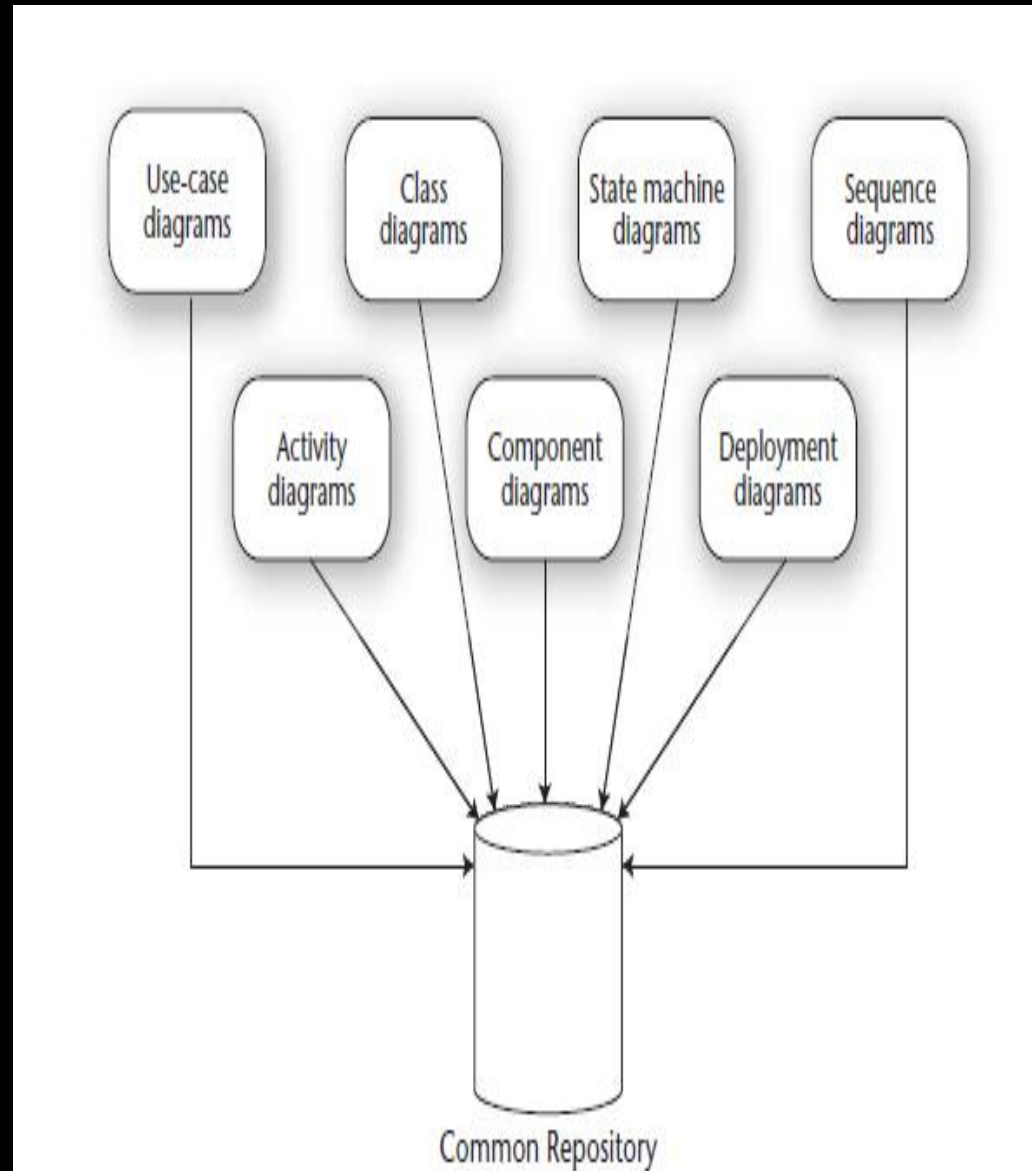 Use-case
diagrams
Class
diagrams
State machine
diagrams
Sequence
diagrams
Activity
diagrams
Component
diagrams
Deployment
diagrams
Common Repository